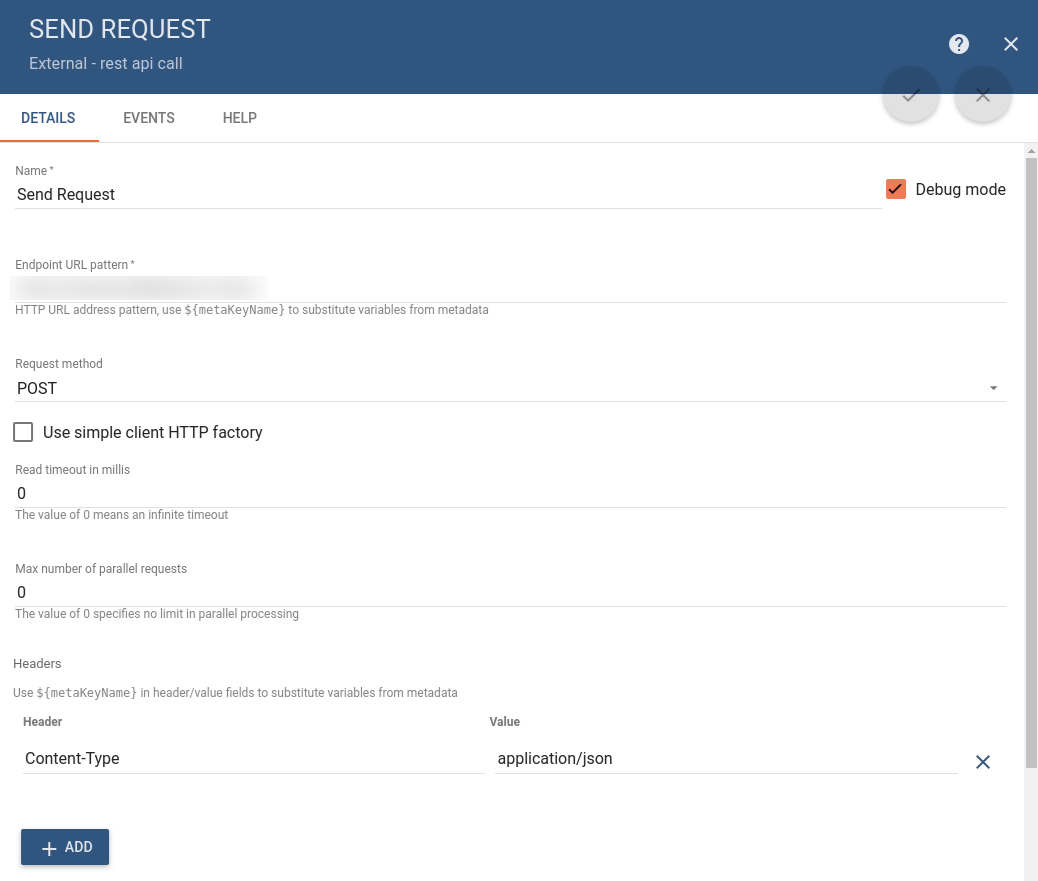 SEND REQUEST
External - rest api call
DETAILS EVENTS HELP
Name *
Send Request
Debug mode
Endpoint URL pattern *
HTTP URL address pattern, use ${metaKeyName} to substitute variables from metadata
Request method
POST
Use simple client HTTP factory
Read timeout in millis
0
The value of 0 means an infinite timeout
Max number of parallel requests
0
The value of 0 specifies no limit in parallel processing
Headers
Use ${metaKeyName} in header/value fields to substitute variables from metadata
Header Value
Content-Type application/json
ADD